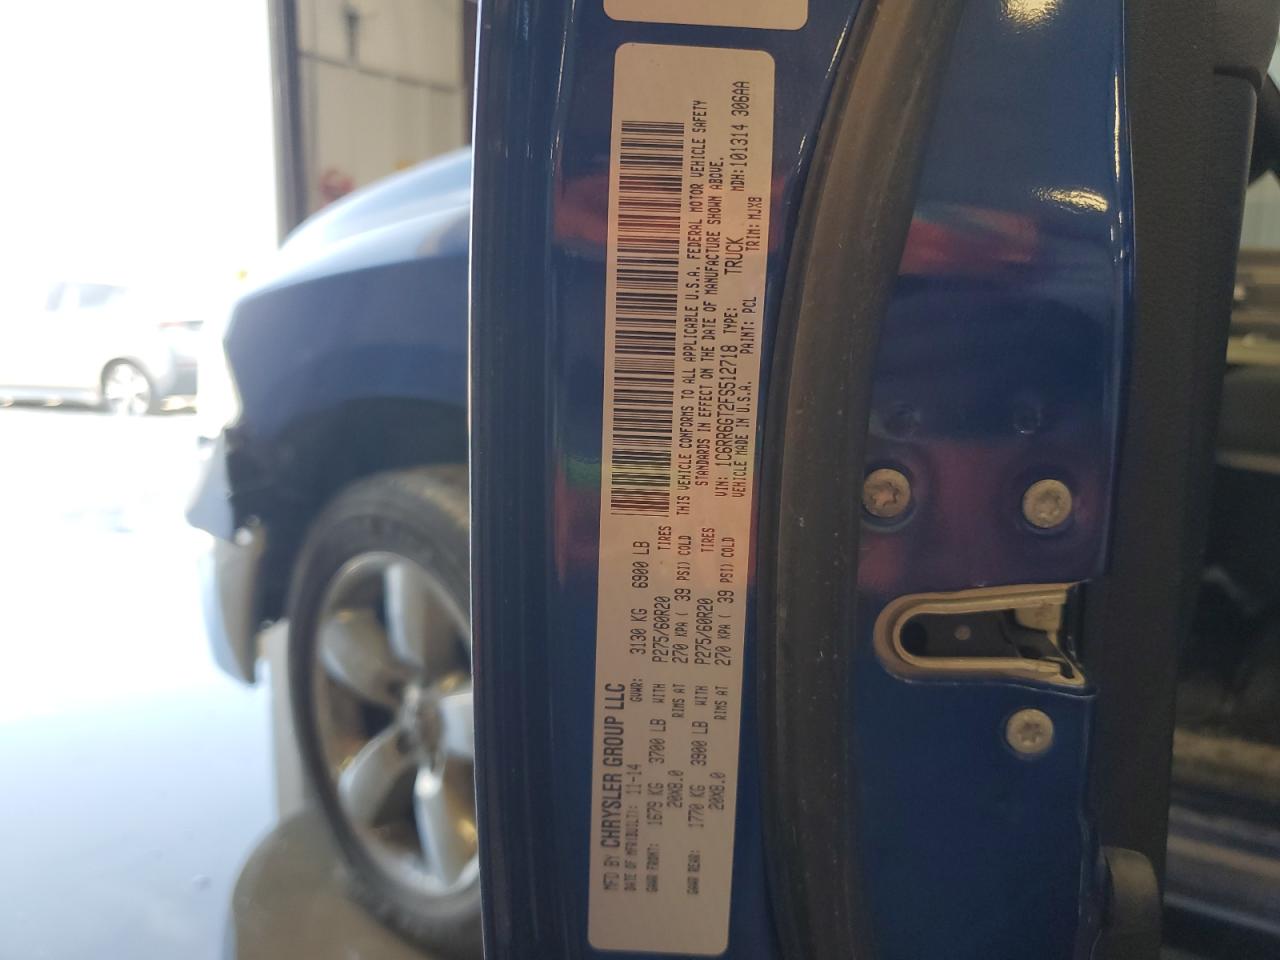 MFD BY CHRYSLER GROUP LLC
DATE OF MFR(BUILT): 11-14 GVWR: 3130 KG 6900 LB
GAWR FRONT: 1679 KG 3700 LB WITH P275/60R20 TIRES
20X8.0 RIMS AT 270 KPA ( 39 PSI) COLD
GAWR REAR: 1770 KG 3900 LB WITH P275/60R20 TIRES
20X8.0 RIMS AT 270 KPA ( 39 PSI) COLD
THIS VEHICLE CONFORMS TO ALL APPLICABLE U.S.A. FEDERAL MOTOR VEHICLE SAFETY
STANDARDS IN EFFECT ON THE DATE OF MANUFACTURE SHOWN ABOVE.
VIN: 1C6RR6GT2FS512718 TYPE: TRUCK MDH:101314 306AA
VEHICLE MADE IN U.S.A. PAINT: PCL TRIM: MJX8